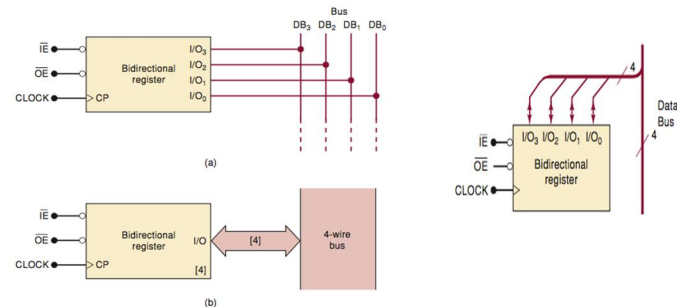 Bus
DB3 DB2 DB1 DB0
IE
OE
CLOCK
CP
Bidirectional
register
I/O3
I/O2
I/O1
I/O0
(a)
IE
OE
CLOCK
CP
Bidirectional
register
I/O
[4]
[4]
4-wire
bus
(b)
4
Data
Bus
4
I/O3 I/O2 I/O1 I/O0
IE
OE
CLOCK
Bidirectional
register